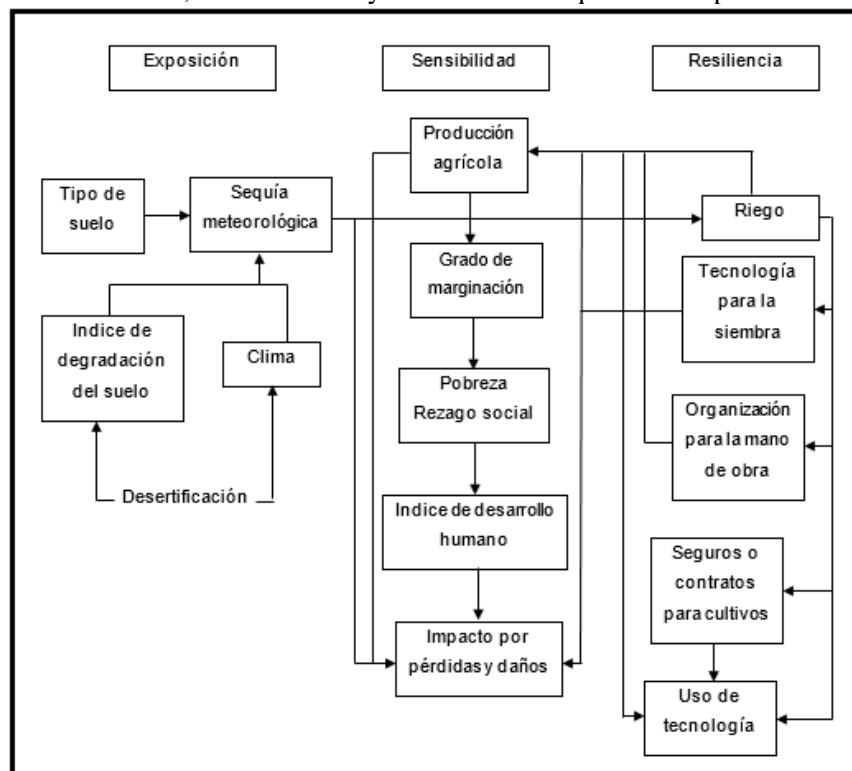 Exposición
Sensibilidad
Resiliencia
Producción
agrícola
Tipo de
suelo
Sequía
meteorológica
Riego
Grado de
marginación
Tecnología
para la
siembra
Indice de
degradación
del suelo
Clima
Pobreza
Rezago social
Organización
para la mano
de obra
Desertificación
Indice de desarrollo
humano
Seguros o
contratos
para cultivos
Impacto por
pérdidas y daños
Uso de
tecnología